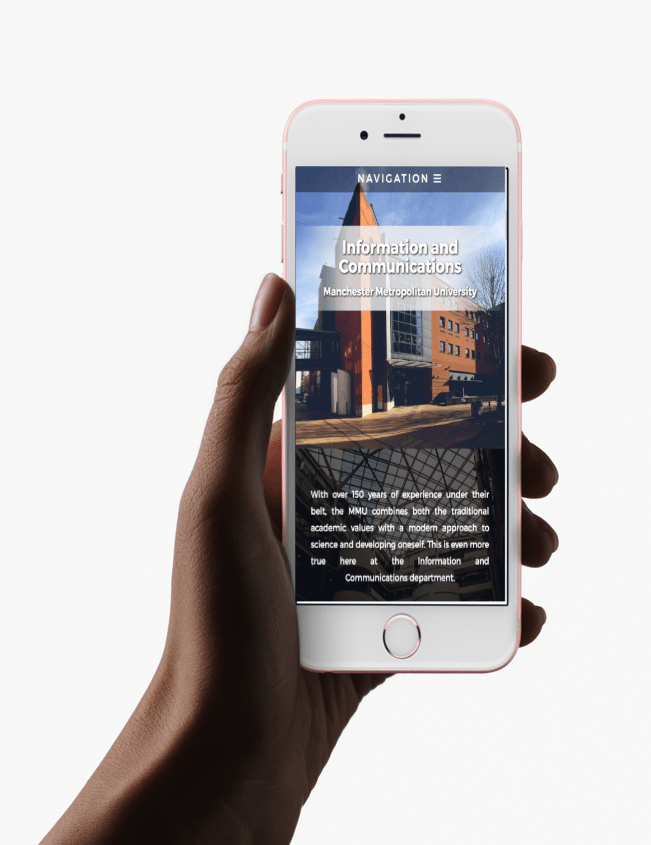 NAVIGATION ☰
Information and
Communications
Manchester Metropolitan University
With over 150 years of experience under their
belt, the MMU combines both the traditional
academic values with a modern approach to
science and developing oneself. This is even more
true here at the Information and
Communications department.